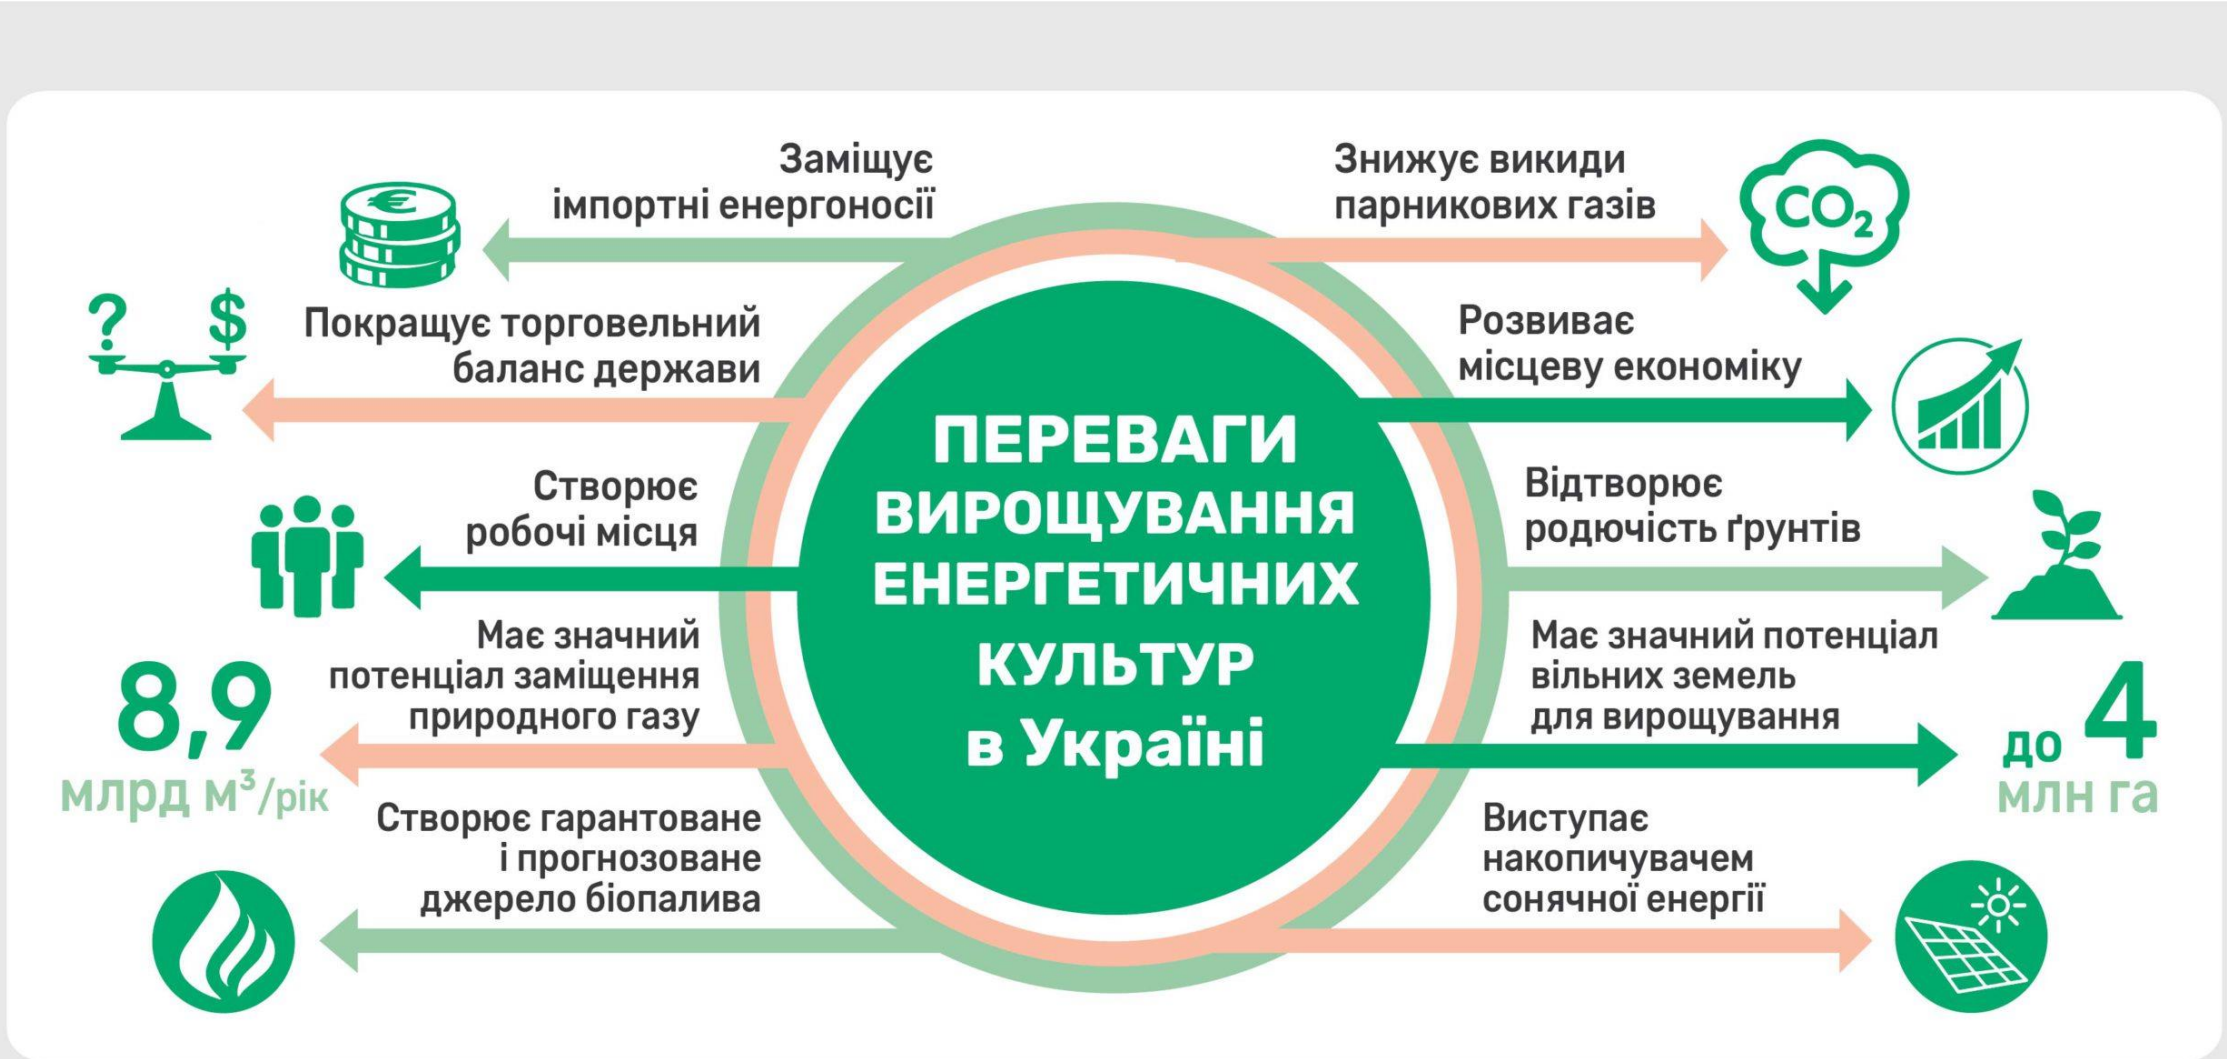 Заміщує
імпортні енергоносії
€
Покращує торговельний
баланс держави
? $
Створює
робочі місця
Має значний
потенціал заміщення
природного газу
8,9
млрд м³/рік
Створює гарантоване
і прогнозоване
джерело біопалива
ПЕРЕВАГИ
ВИРОЩУВАННЯ
ЕНЕРГЕТИЧНИХ
КУЛЬТУР
в Україні
Знижує викиди
парникових газів
CO₂
Розвиває
місцеву економіку
Відтворює
родючість ґрунтів
Має значний потенціал
вільних земель
для вирощування
до 4
млн га
Виступає
накопичувачем
сонячної енергії